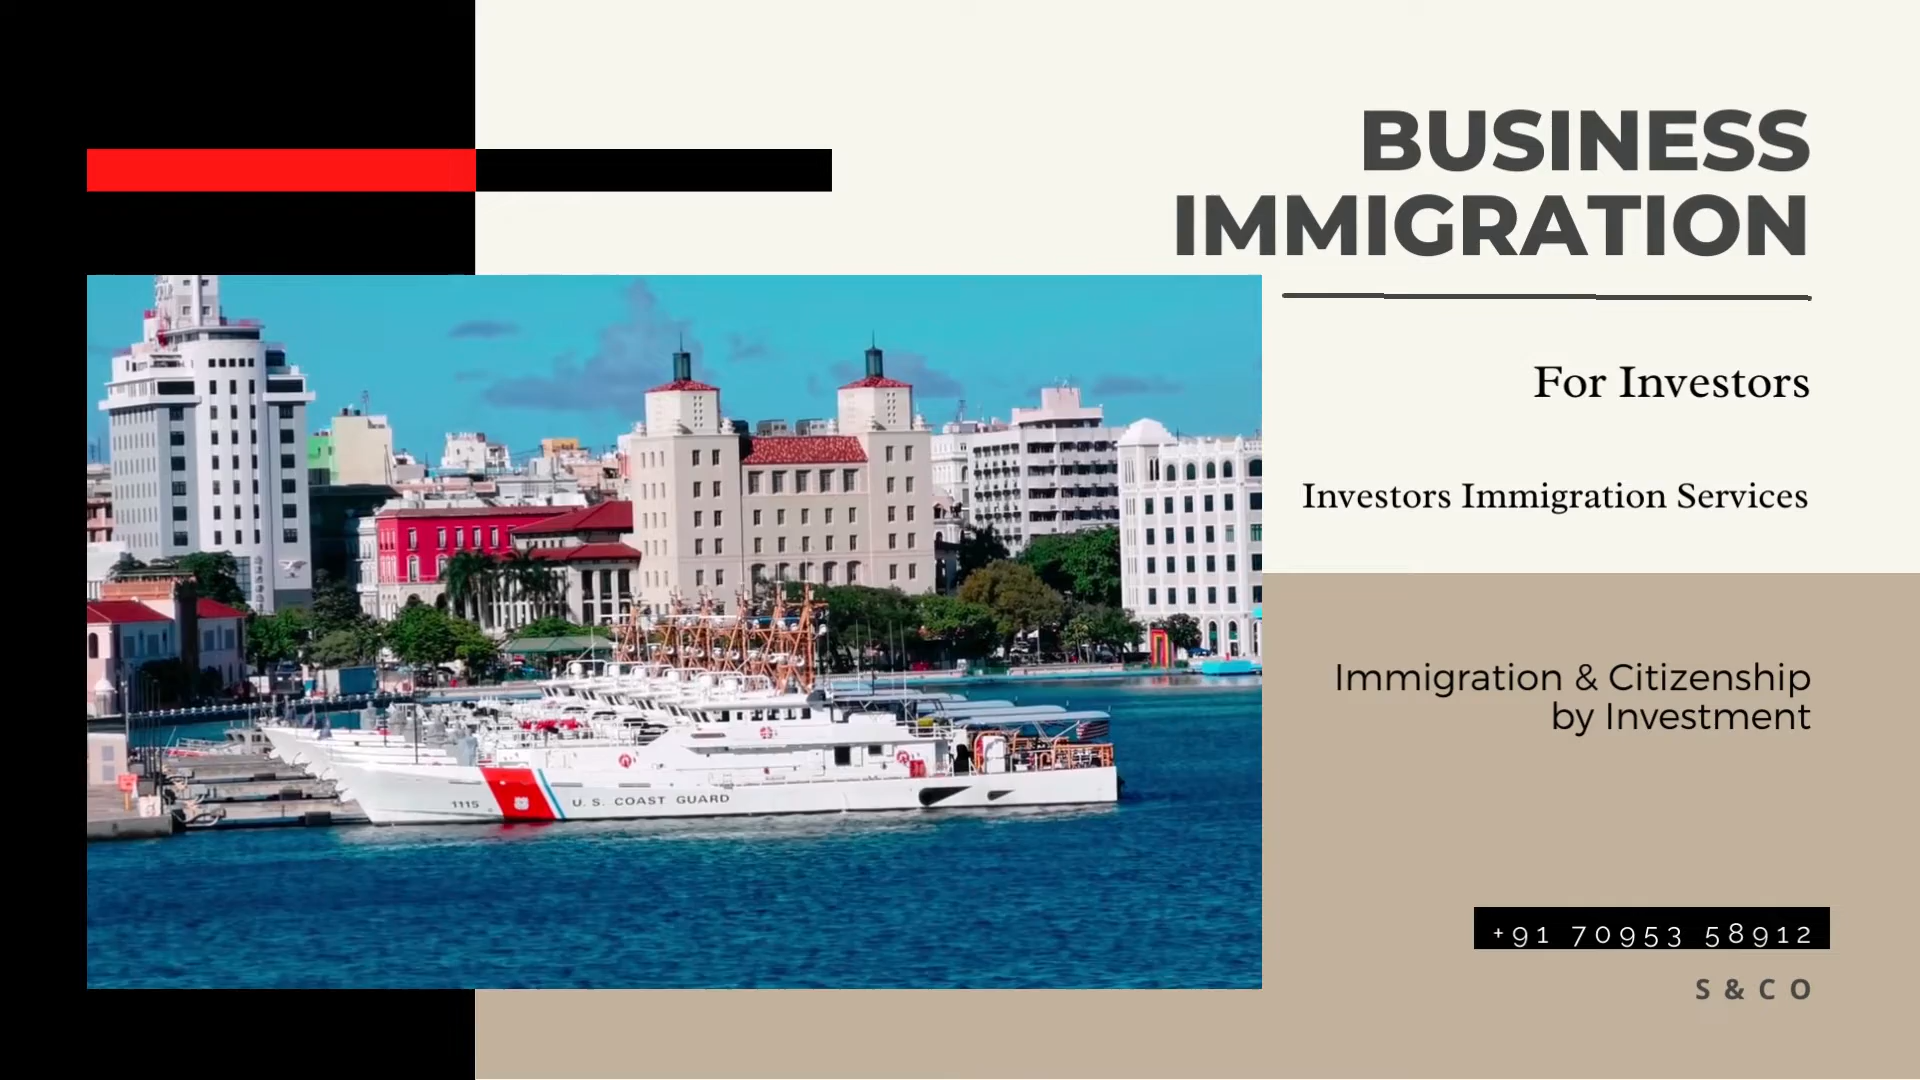 BUSINESS
IMMIGRATION
For Investors
Investors Immigration Services
Immigration & Citizenship
by Investment
1115
U. S. COAST GUARD
+91 70953 58912
S & C O